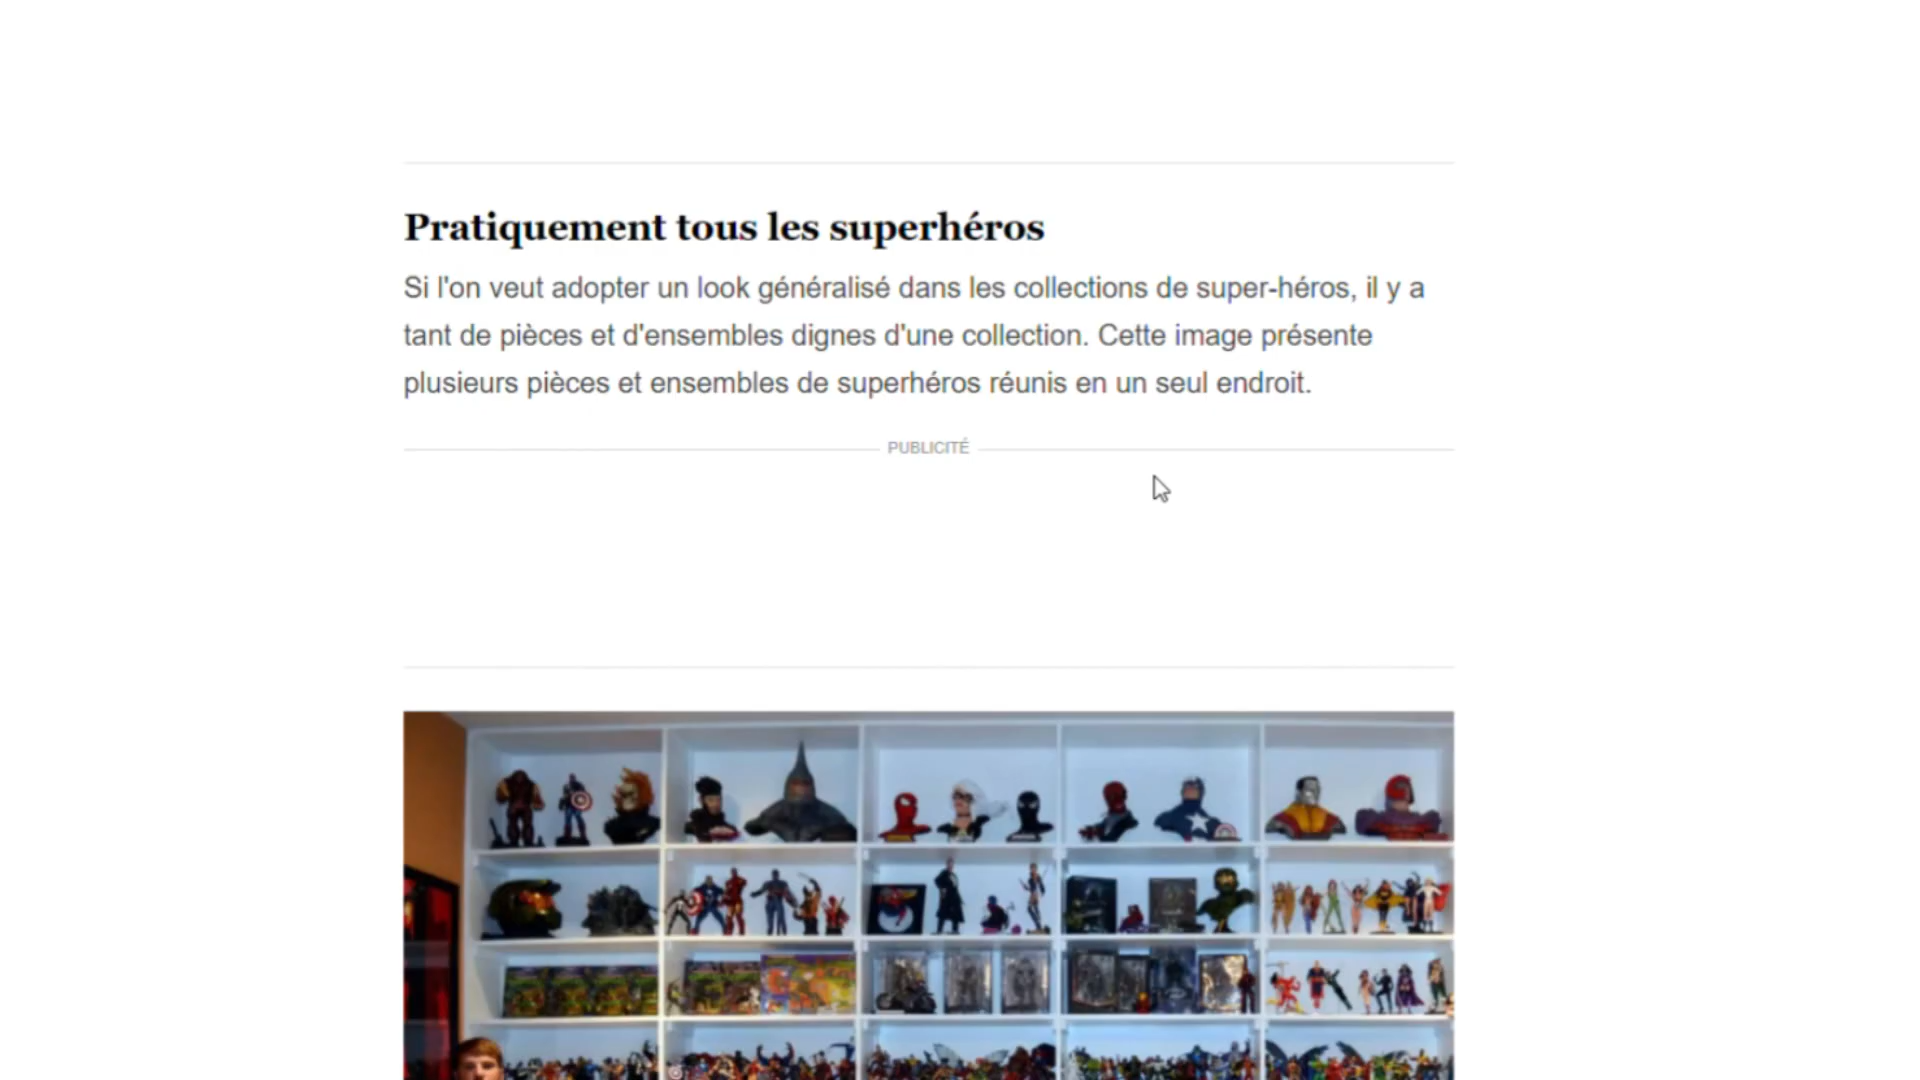 Pratiquement tous les superhéros
Si l'on veut adopter un look généralisé dans les collections de super-héros, il y a
tant de pièces et d'ensembles dignes d'une collection. Cette image présente
plusieurs pièces et ensembles de superhéros réunis en un seul endroit.
PUBLICITÉ